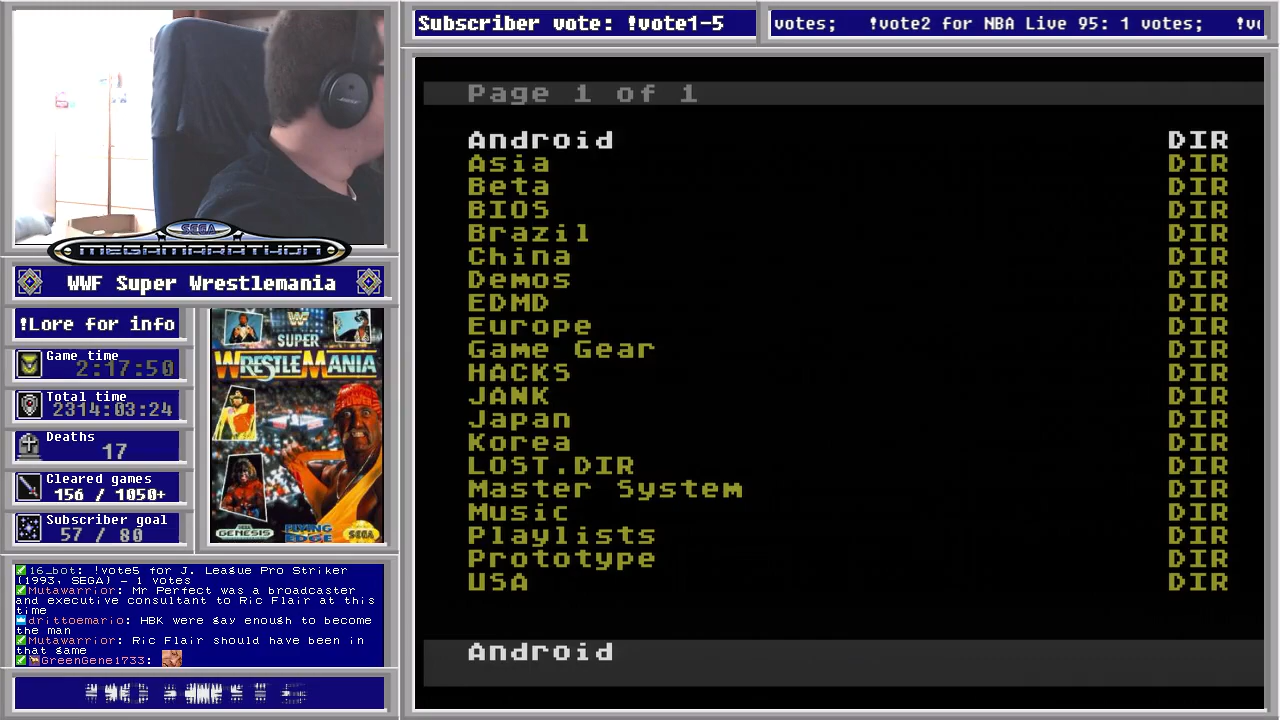 Subscriber vote: !vote1-5
votes; !vote2 for NBA Live 95: 1 votes;
Page 1 of 1
Android DIR
Asia DIR
Beta DIR
BIOS DIR
Brazil DIR
China DIR
Demos DIR
EDMD DIR
Europe DIR
Game Gear DIR
HACKS DIR
JANK DIR
Japan DIR
Korea DIR
LOST.DIR DIR
Master System DIR
Music DIR
Playlists DIR
Prototype DIR
USA DIR
Android
SEGA
MEGAMARATHON
WWF Super Wrestlemania
!Lore for info
Game time
2:17:50
Total time
2314:03:24
Deaths
17
Cleared games
156 / 1050+
Subscriber goal
57 / 80
SUPER
WRESTLEMANIA
GENESIS
FLYING
EDGE
SEGA
16_bot: !vote5 for J. League Pro Striker
(1993, SEGA) - 1 votes
Mutawarrior: Mr Perfect was a broadcaster
and executive consultant to Ric Flair at this
time
drittoemario: HBK were gay enough to become
the man
Mutawarrior: Ric Flair should have been in
that game
GreenGene1733: